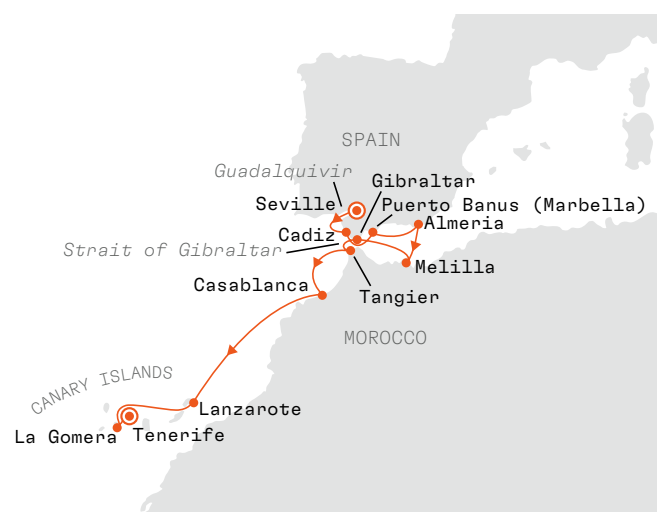 SPAIN
Guadalquivir
Gibraltar
Seville
Puerto Banus (Marbella)
Almeria
Cadiz
Strait of Gibraltar
Melilla
Casablanca
Tangier
MOROCCO
CANARY ISLANDS
Lanzarote
La Gomera
Tenerife